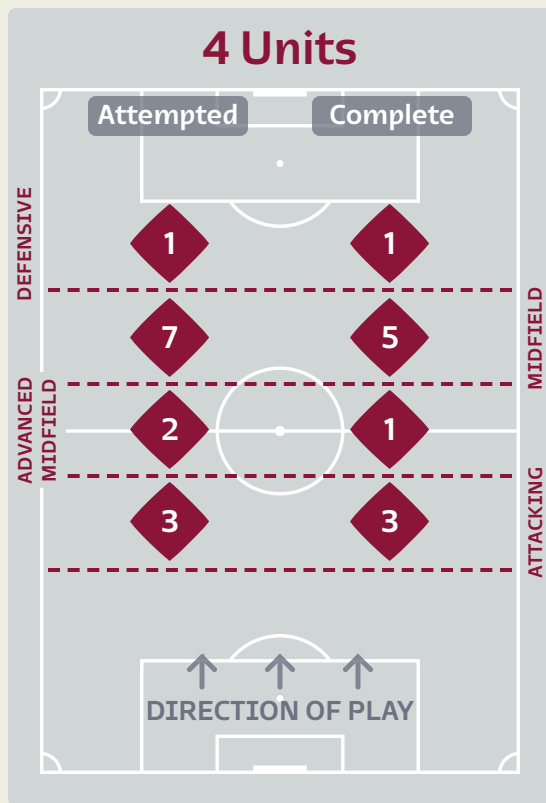 4 Units
Attempted Complete
DEFENSIVE
1 1
MIDFIELD
7 5
ADVANCED
MIDFIELD
2 1
ATTACKING
3 3
DIRECTION OF PLAY